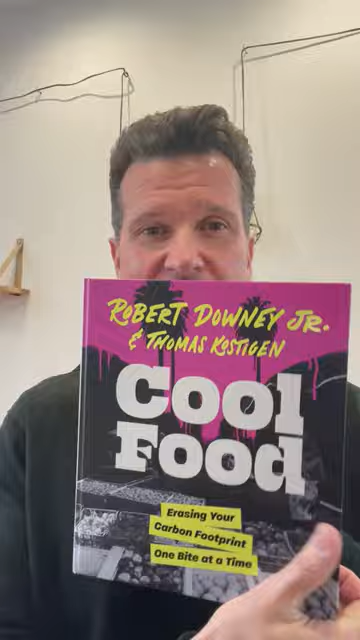 Robert Downey Jr.
& Thomas Kostigen
Cool
Food
Erasing Your
Carbon Footprint
One Bite at a Time